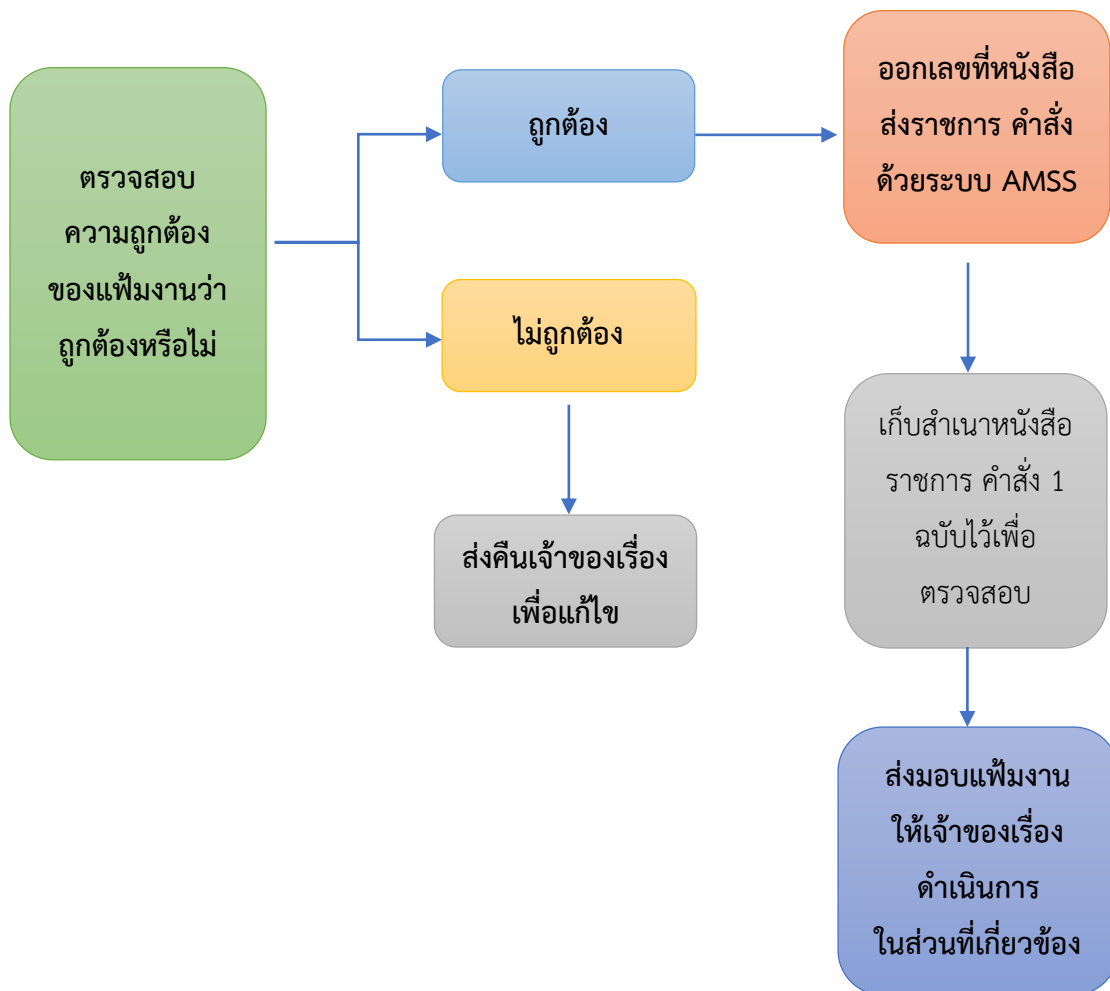 ตรวจสอบ
ความถูกต้อง
ของแฟ้มงานว่า
ถูกต้องหรือไม่
ถูกต้อง
ไม่ถูกต้อง
ส่งคืนเจ้าของเรื่อง
เพื่อแก้ไข
ออกเลขที่หนังสือ
ส่งราชการ คำสั่ง
ด้วยระบบ AMSS
เก็บสำเนาหนังสือ
ราชการ คำสั่ง 1
ฉบับไว้เพื่อ
ตรวจสอบ
ส่งมอบแฟ้มงาน
ให้เจ้าของเรื่อง
ดำเนินการ
ในส่วนที่เกี่ยวข้อง